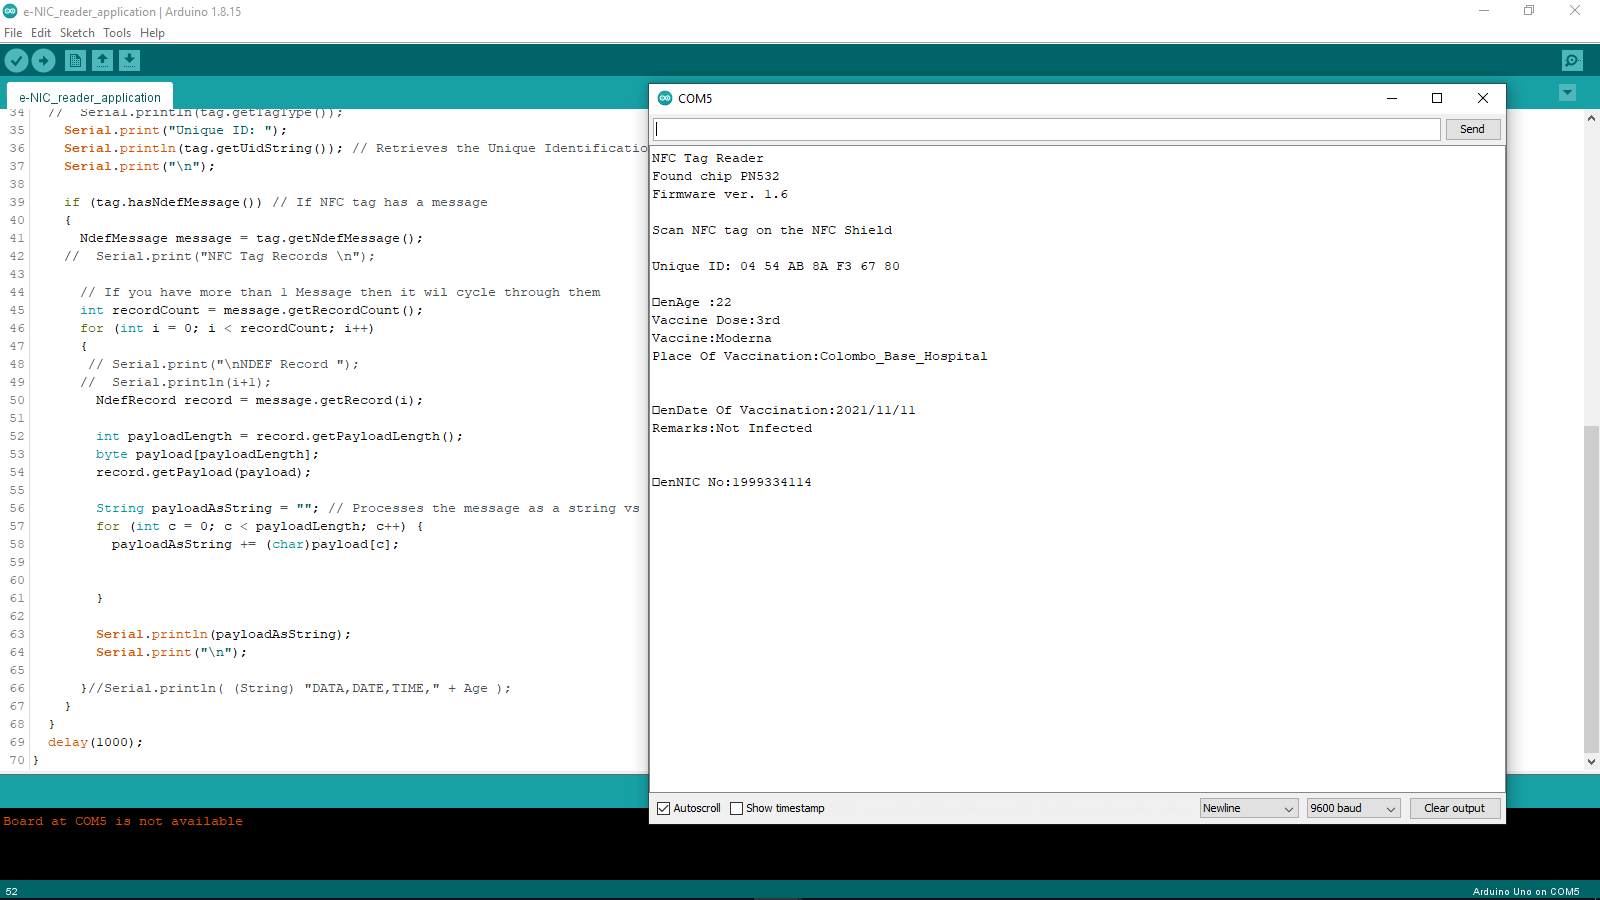 e-NIC_reader_application | Arduino 1.8.15
File Edit Sketch Tools Help
e-NIC_reader_application
34 // Serial.println(tag.getTagType());
35 Serial.print("Unique ID: ");
36 Serial.println(tag.getUidString()); // Retrieves the Unique Identificatio
37 Serial.print("\n");
38
39 if (tag.hasNdefMessage()) // If NFC tag has a message
40 {
41 NdefMessage message = tag.getNdefMessage();
42 // Serial.print("NFC Tag Records \n");
43
44 // If you have more than 1 Message then it wil cycle through them
45 int recordCount = message.getRecordCount();
46 for (int i = 0; i < recordCount; i++)
47 {
48 // Serial.print("\nNDEF Record ");
49 // Serial.println(i+1);
50 NdefRecord record = message.getRecord(i);
51
52 int payloadLength = record.getPayloadLength();
53 byte payload[payloadLength];
54 record.getPayload(payload);
55
56 String payloadAsString = ""; // Processes the message as a string vs
57 for (int c = 0; c < payloadLength; c++) {
58 payloadAsString += (char)payload[c];
59
60
61 }
62
63 Serial.println(payloadAsString);
64 Serial.print("\n");
65
66 }//Serial.println( (String) "DATA,DATE,TIME," + Age );
67 }
68 }
69 delay(1000);
70 }
COM5
Send
NFC Tag Reader
Found chip PN532
Firmware ver. 1.6
Scan NFC tag on the NFC Shield
Unique ID: 04 54 AB 8A F3 67 80
□enAge :22
Vaccine Dose:3rd
Vaccine:Moderna
Place Of Vaccination:Colombo_Base_Hospital
□enDate Of Vaccination:2021/11/11
Remarks:Not Infected
□enNIC No:1999334114
Autoscroll Show timestamp Newline 9600 baud Clear output
Board at COM5 is not available
52 Arduino Uno on COM5